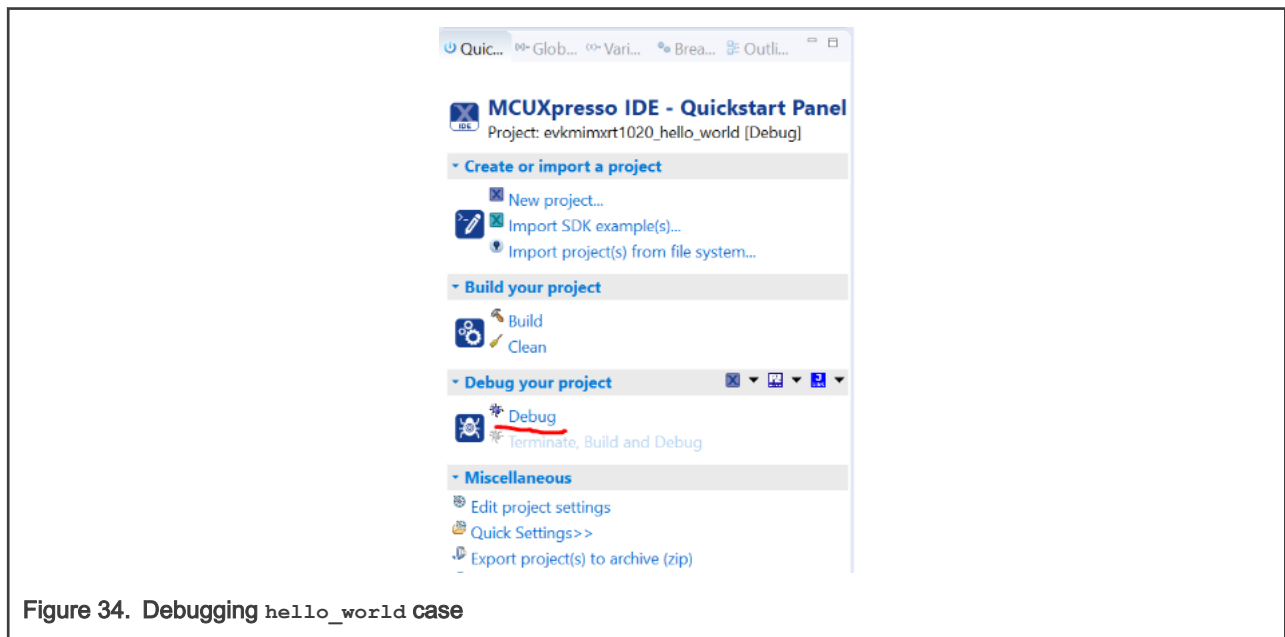 Quic... Glob... Vari... Brea... Outli...
MCUXpresso IDE - Quickstart Panel
IDE
Project: evkmimxrt1020_hello_world [Debug]
Create or import a project
New project...
Import SDK example(s)...
Import project(s) from file system...
Build your project
Build
Clean
Debug your project
Debug
Terminate, Build and Debug
Miscellaneous
Edit project settings
Quick Settings>>
Export project(s) to archive (zip)
Figure 34. Debugging hello_world case